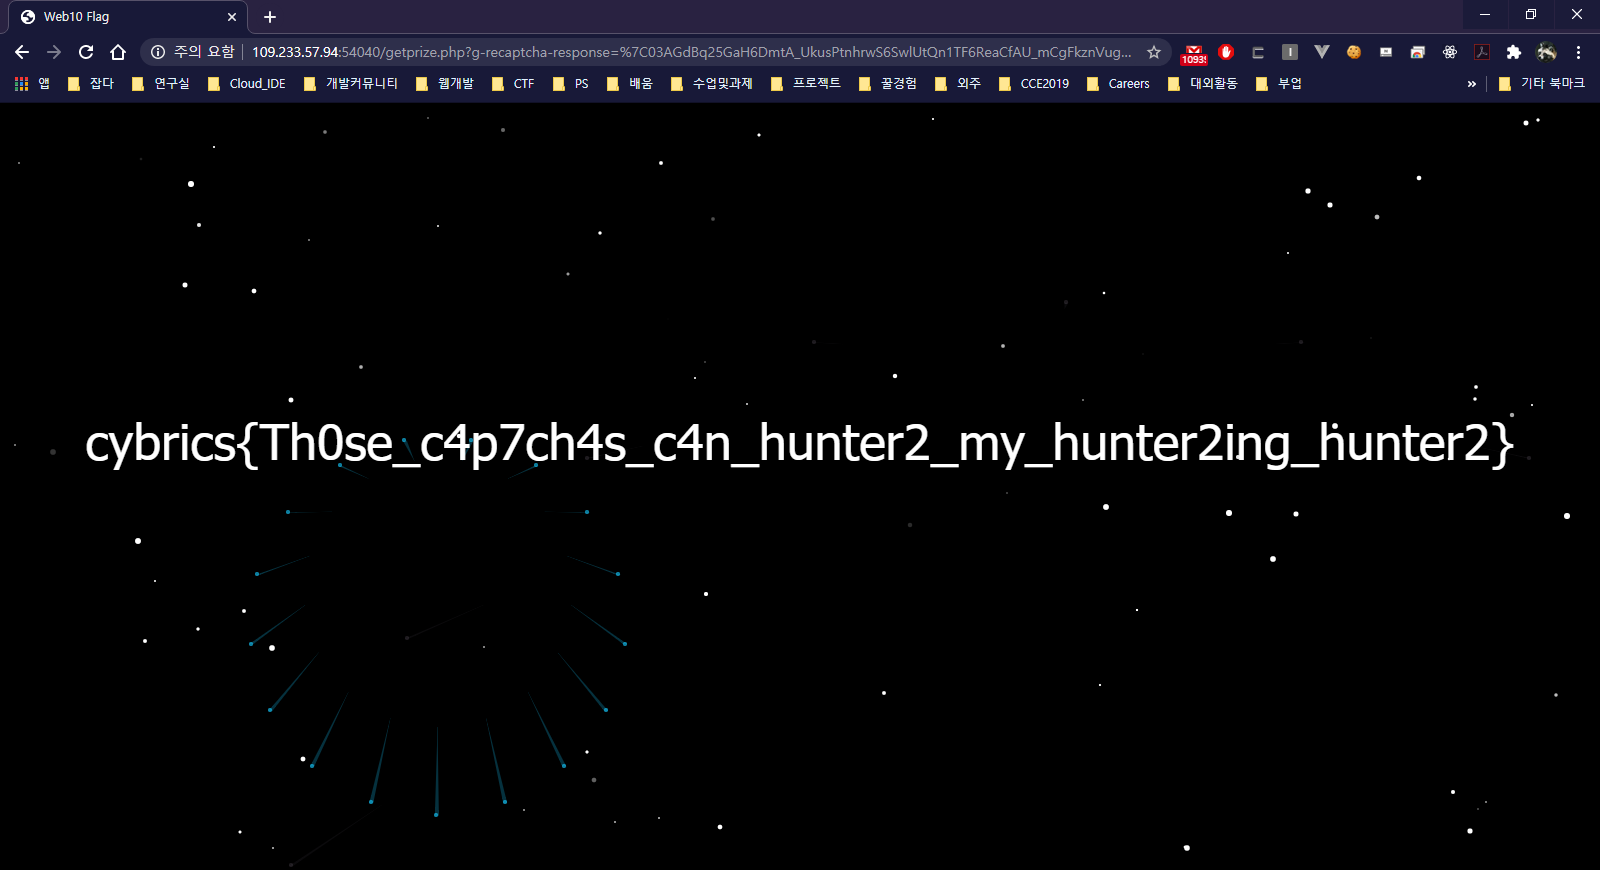 Web10 Flag
주의 요함 109.233.57.94:54040/getprize.php?g-recaptcha-response=%7C03AGdBq25GaH6DmtA_UkusPtnhrwS6SwlUtQn1TF6ReaCfAU_mCgFkznVug...
앱 잡다 연구실 Cloud_IDE 개발커뮤니티 웹개발 CTF PS 배움 수업및과제 프로젝트 꿀경험 외주 CCE2019 Careers 대외활동 부업 » 기타 북마크
cybrics{Th0se_c4p7ch4s_c4n_hunter2_my_hunter2ing_hunter2}